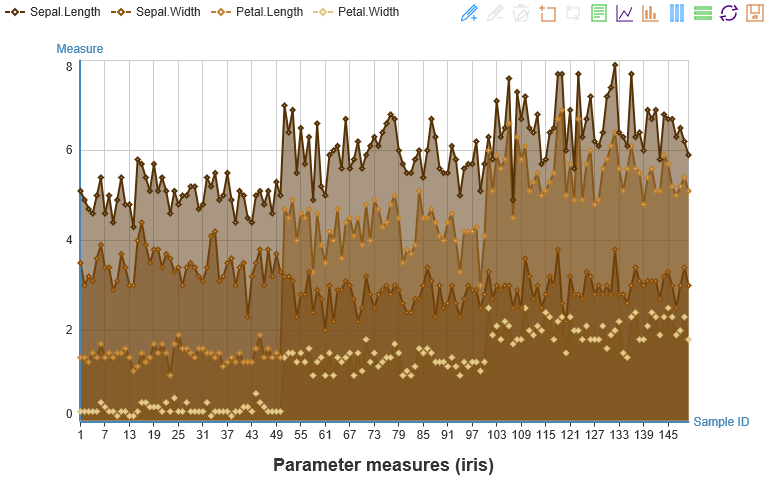 Sepal.Length Sepal.Width Petal.Length Petal.Width
Measure
8
6
4
2
0
1 7 13 19 25 31 37 43 49 55 61 67 73 79 85 91 97 103 109 115 121 127 133 139 145
Sample ID
Parameter measures (iris)